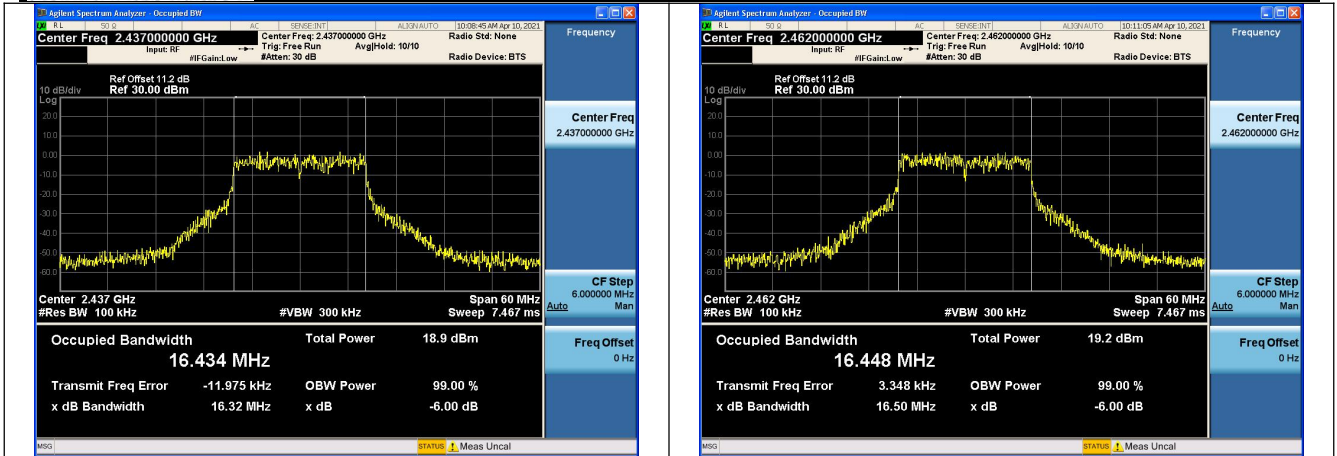 Agilent Spectrum Analyzer - Occupied BW
RL 50 Ω AC SENSE:INT ALIGN AUTO 10:08:45 AM Apr 10, 2021
Center Freq 2.437000000 GHz
Center Freq: 2.437000000 GHz Radio Std: None
Input: RF Trig: Free Run Avg|Hold: 10/10
#IFGain:Low #Atten: 30 dB Radio Device: BTS
Ref Offset 11.2 dB
10 dB/div Ref 30.00 dBm
Log
20.0
10.0
0.00
-10.0
-20.0
-30.0
-40.0
-50.0
-60.0
Center 2.437 GHz Span 60 MHz
#Res BW 100 kHz #VBW 300 kHz Sweep 7.467 ms
Occupied Bandwidth Total Power 18.9 dBm
16.434 MHz
Transmit Freq Error -11.975 kHz OBW Power 99.00 %
x dB Bandwidth 16.32 MHz x dB -6.00 dB
MSG STATUS Meas Uncal
Frequency
Center Freq
2.437000000 GHz
CF Step
6.000000 MHz
Auto Man
Freq Offset
0 Hz
Agilent Spectrum Analyzer - Occupied BW
RL 50 Ω AC SENSE:INT ALIGN AUTO 10:11:05 AM Apr 10, 2021
Center Freq 2.462000000 GHz
Center Freq: 2.462000000 GHz Radio Std: None
Input: RF Trig: Free Run Avg|Hold: 10/10
#IFGain:Low #Atten: 30 dB Radio Device: BTS
Ref Offset 11.2 dB
10 dB/div Ref 30.00 dBm
Log
20.0
10.0
0.00
-10.0
-20.0
-30.0
-40.0
-50.0
-60.0
Center 2.462 GHz Span 60 MHz
#Res BW 100 kHz #VBW 300 kHz Sweep 7.467 ms
Occupied Bandwidth Total Power 19.2 dBm
16.448 MHz
Transmit Freq Error 3.348 kHz OBW Power 99.00 %
x dB Bandwidth 16.50 MHz x dB -6.00 dB
MSG STATUS Meas Uncal
Frequency
Center Freq
2.462000000 GHz
CF Step
6.000000 MHz
Auto Man
Freq Offset
0 Hz